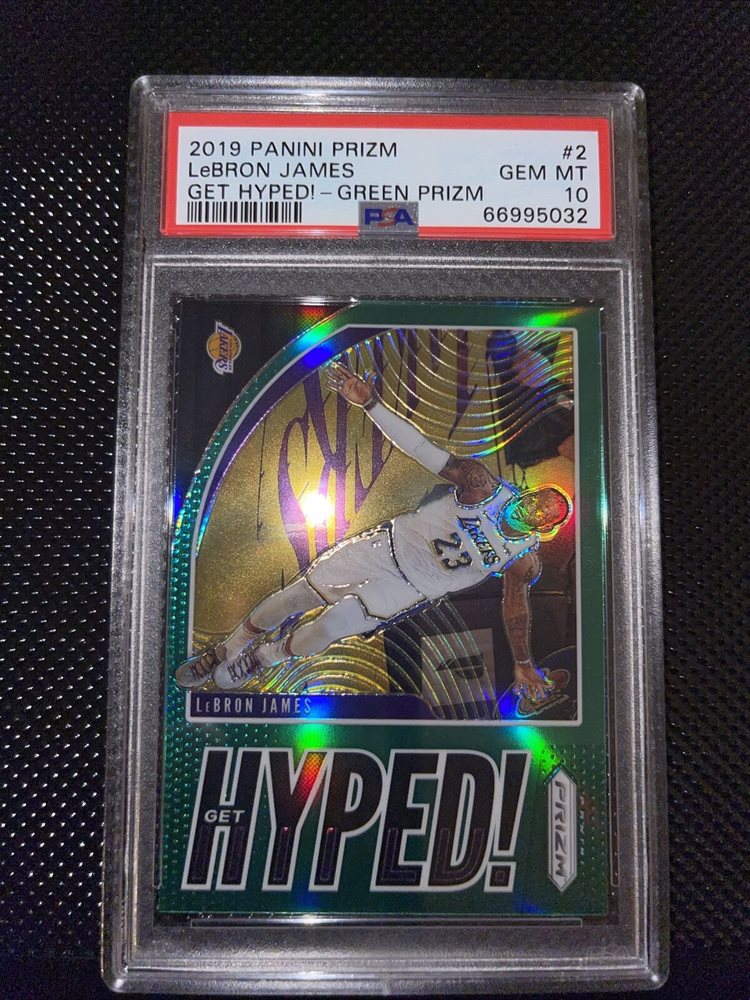 2019 PANINI PRIZM #2
LeBRON JAMES GEM MT
GET HYPED! - GREEN PRIZM 10
PSA 66995032
LAKERS
LAKERS
23
LeBRON JAMES
GET
HYPED!
PANINI
PRIZM